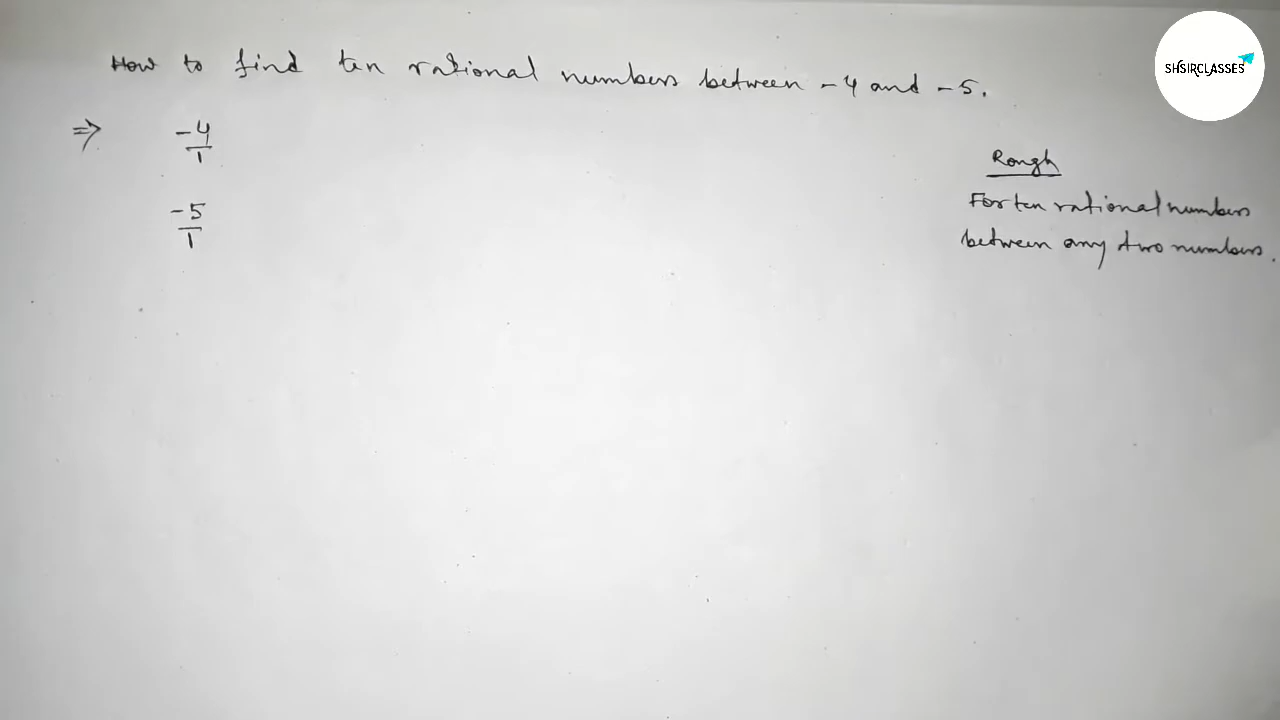 How to find ten rational numbers between -4 and -5.
⇒ -4/1
-5/1
SHSIRCLASSES
Rough
For ten rational numbers
between any two numbers.